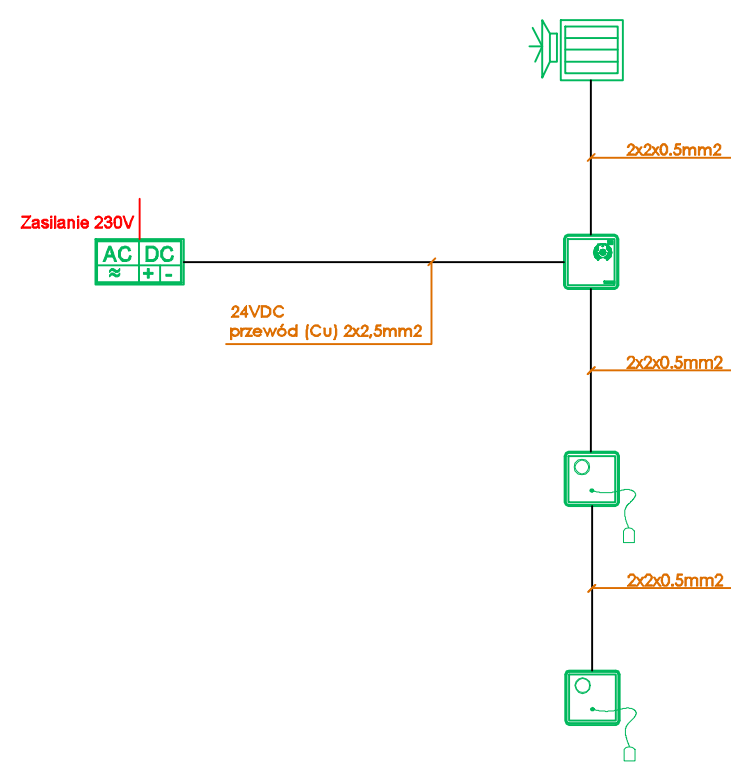 2x2x0.5mm2
Zasilanie 230V
AC DC
≈ + -
24VDC
przewód (Cu) 2x2,5mm2
2x2x0.5mm2
2x2x0.5mm2